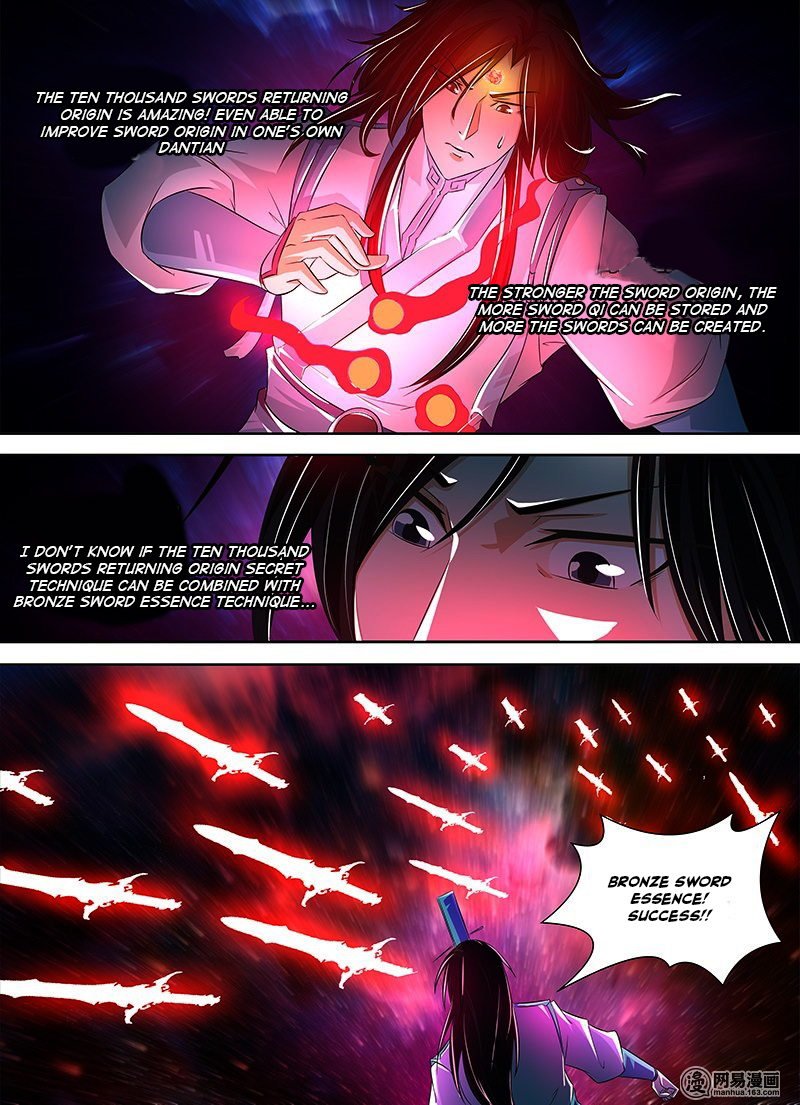 THE TEN THOUSAND SWORDS RETURNING
ORIGIN IS AMAZING! EVEN ABLE TO
IMPROVE SWORD ORIGIN IN ONE'S OWN
DANTIAN
THE STRONGER THE SWORD ORIGIN, THE
MORE SWORD QI CAN BE STORED AND
MORE THE SWORDS CAN BE CREATED.
I DON'T KNOW IF THE TEN THOUSAND
SWORDS RETURNING ORIGIN SECRET
TECHNIQUE CAN BE COMBINED WITH
BRONZE SWORD ESSENCE TECHNIQUE...
BRONZE SWORD
ESSENCE!
SUCCESS!!
漫 网易漫画
manhua.163.com